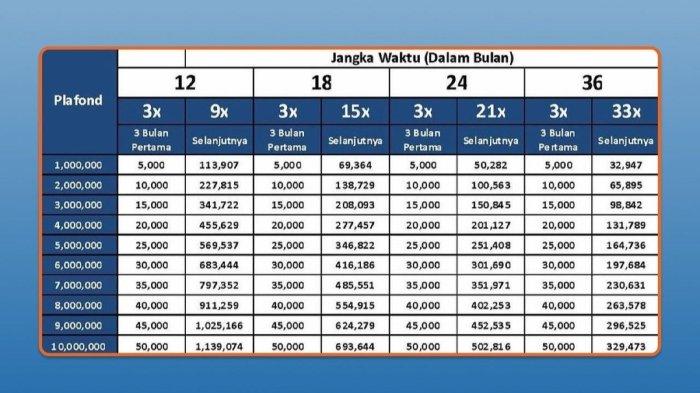 Jangka Waktu (Dalam Bulan)
Plafond 12 18 24 36
3x 9x 3x 15x 3x 21x 3x 33x
3 Bulan Pertama Selanjutnya 3 Bulan Pertama Selanjutnya 3 Bulan Pertama Selanjutnya 3 Bulan Pertama Selanjutnya
1,000,000 5,000 113,907 5,000 69,364 5,000 50,282 5,000 32,947
2,000,000 10,000 227,815 10,000 138,729 10,000 100,563 10,000 65,895
3,000,000 15,000 341,722 15,000 208,093 15,000 150,845 15,000 98,842
4,000,000 20,000 455,629 20,000 277,457 20,000 201,127 20,000 131,789
5,000,000 25,000 569,537 25,000 346,822 25,000 251,408 25,000 164,736
6,000,000 30,000 683,444 30,000 416,186 30,000 301,690 30,000 197,684
7,000,000 35,000 797,352 35,000 485,551 35,000 351,971 35,000 230,631
8,000,000 40,000 911,259 40,000 554,915 40,000 402,253 40,000 263,578
9,000,000 45,000 1,025,166 45,000 624,279 45,000 452,535 45,000 296,525
10,000,000 50,000 1,139,074 50,000 693,644 50,000 502,816 50,000 329,473